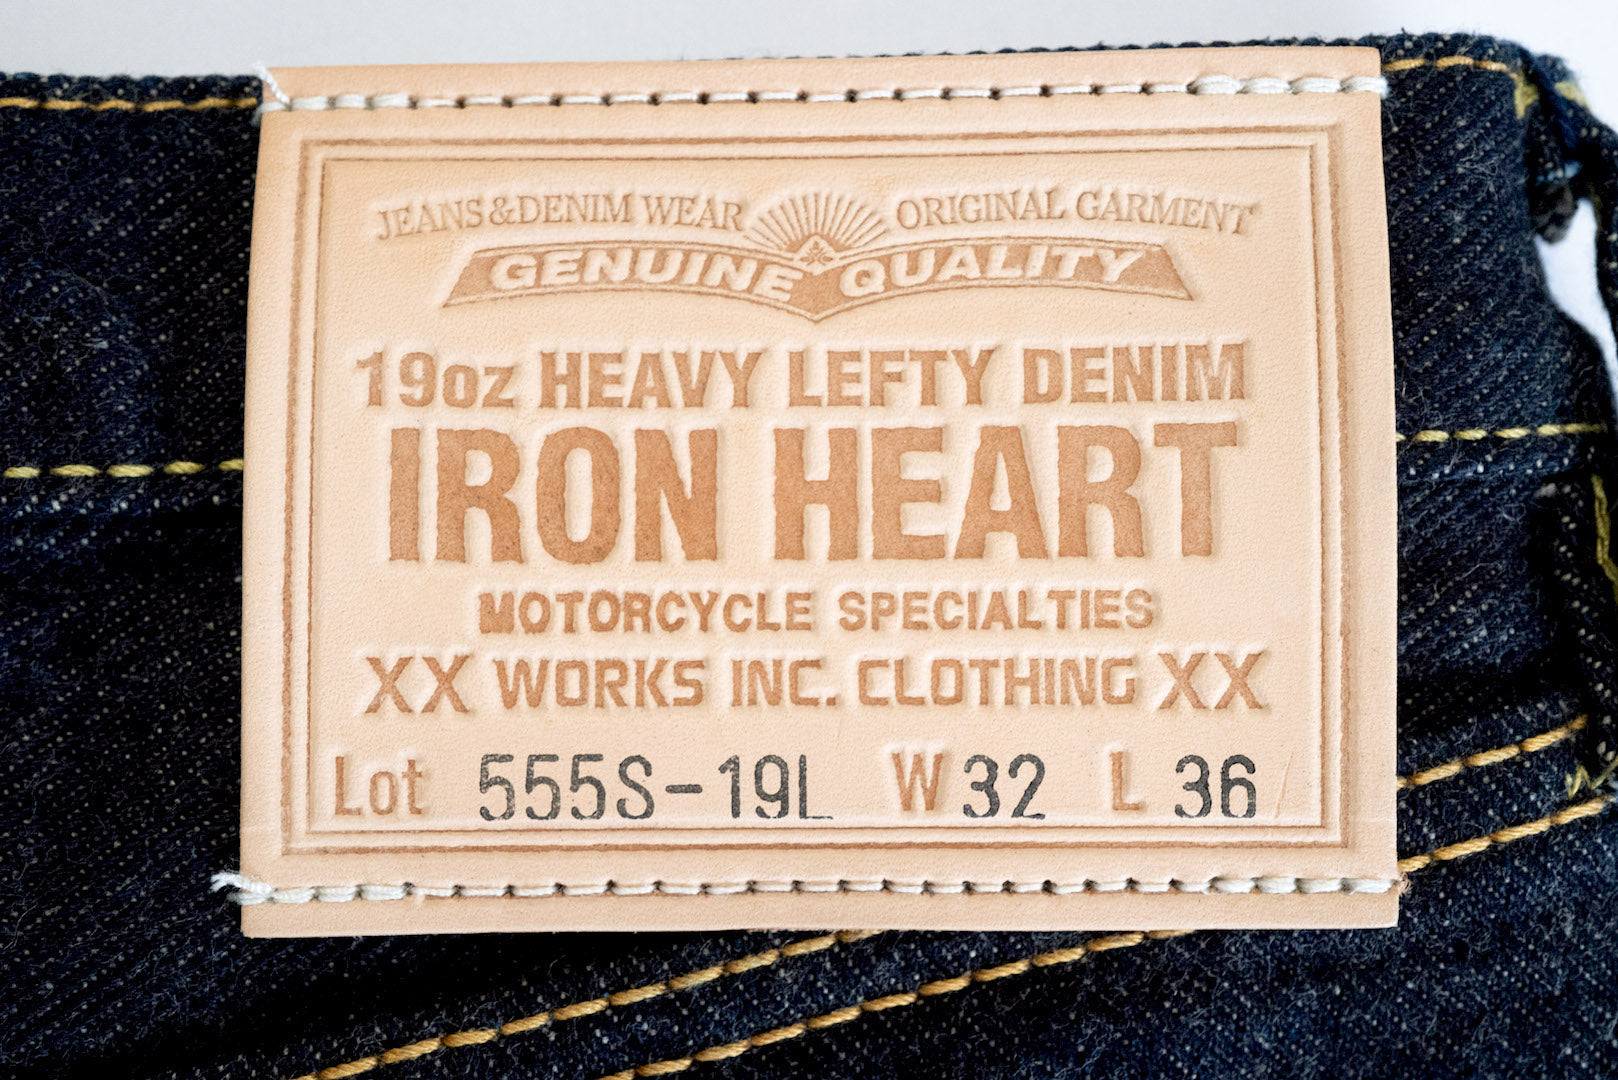 JEANS & DENIM WEAR ORIGINAL GARMENT
GENUINE QUALITY
19oz HEAVY LEFTY DENIM
IRON HEART
MOTORCYCLE SPECIALTIES
XX WORKS INC. CLOTHING XX
Lot 555S-19L W 32 L 36